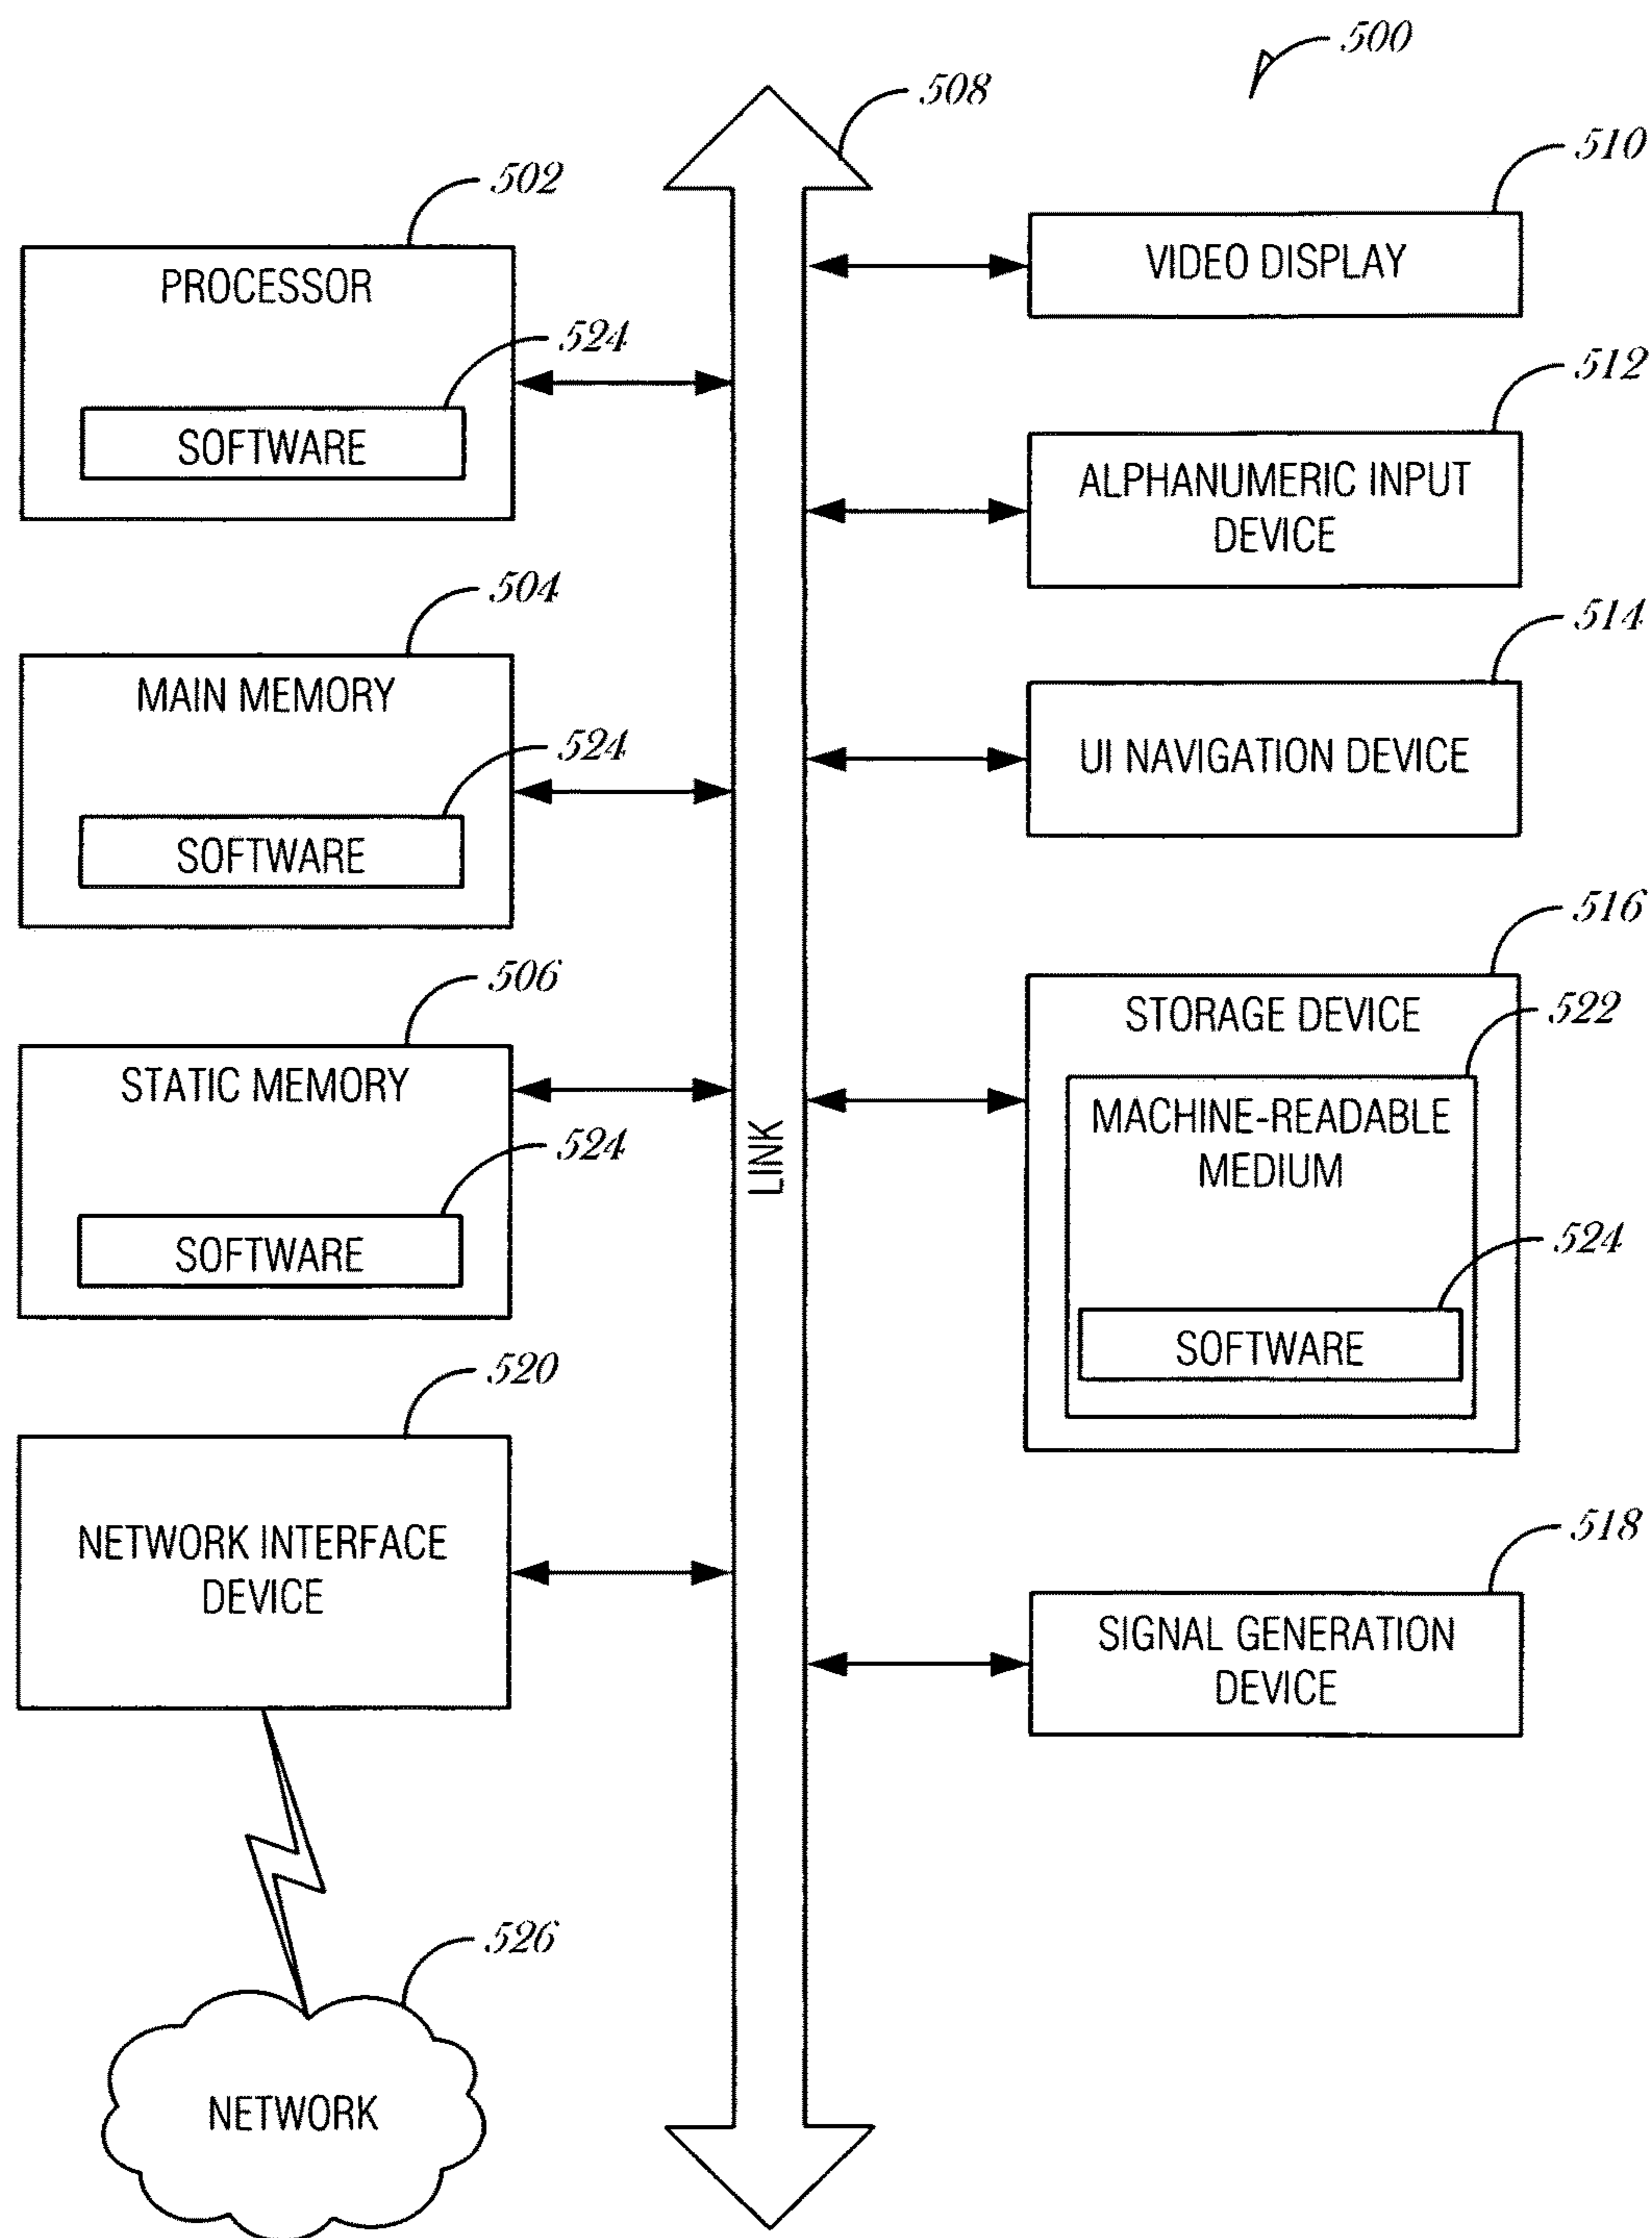 500
508
502
PROCESSOR
524
SOFTWARE
504
MAIN MEMORY
524
SOFTWARE
506
STATIC MEMORY
524
SOFTWARE
520
NETWORK INTERFACE
DEVICE
526
NETWORK
LINK
510
VIDEO DISPLAY
512
ALPHANUMERIC INPUT
DEVICE
514
UI NAVIGATION DEVICE
516
STORAGE DEVICE
522
MACHINE-READABLE
MEDIUM
524
SOFTWARE
518
SIGNAL GENERATION
DEVICE